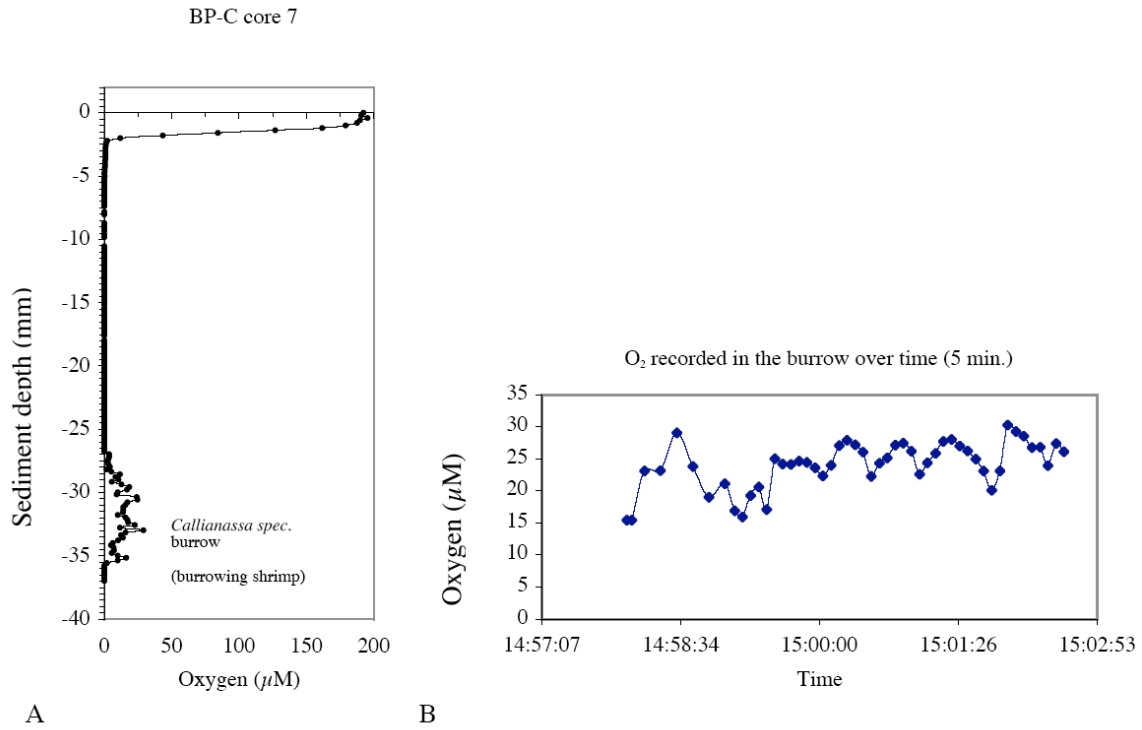 BP-C core 7
0
-5
-10
-15
-20
-25
-30
-35
-40
Sediment depth (mm)
Callianassa spec.
burrow
(burrowing shrimp)
0 50 100 150 200
Oxygen (µM)
A
O₂ recorded in the burrow over time (5 min.)
35
30
25
20
15
10
5
0
Oxygen (µM)
14:57:07 14:58:34 15:00:00 15:01:26 15:02:53
Time
B